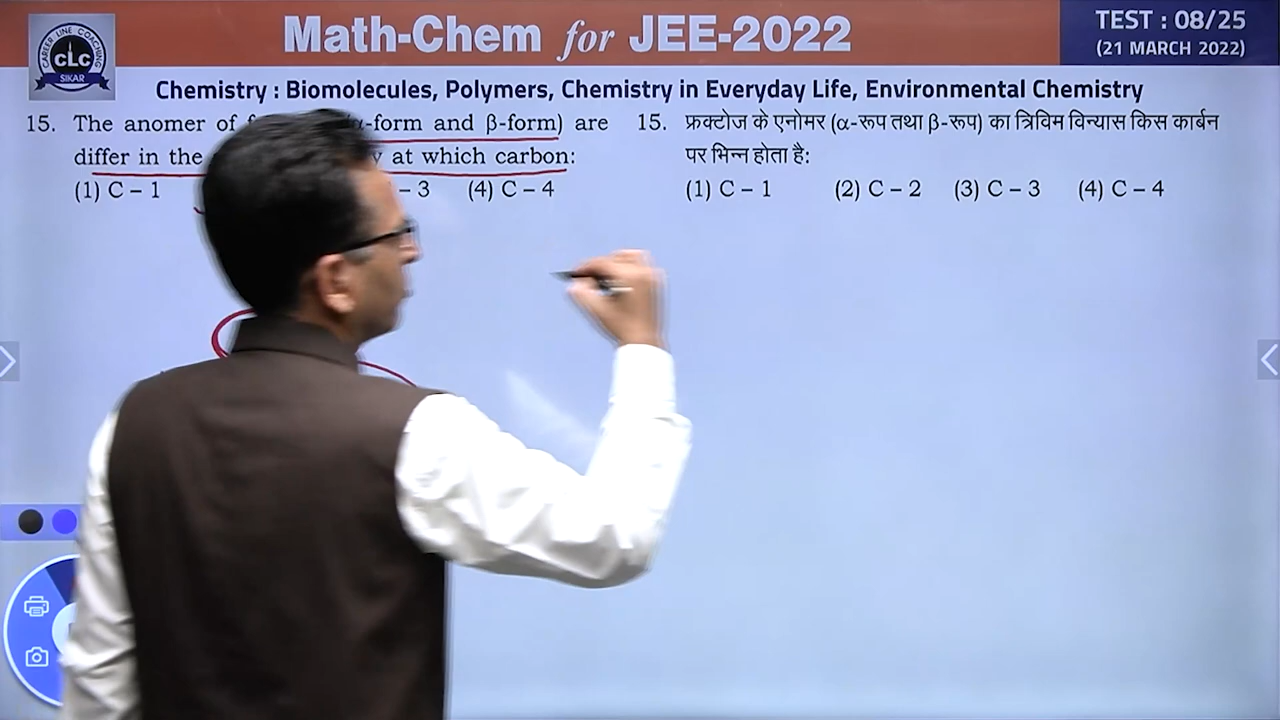 Math-Chem for JEE-2022
TEST : 08/25
(21 MARCH 2022)
CAREER LINE COACHING
CLC
SIKAR
Chemistry : Biomolecules, Polymers, Chemistry in Everyday Life, Environmental Chemistry
15. The anomer of -form and β-form) are
differ in the at which carbon:
(1) C – 1 – 3 (4) C – 4
15. फ्रक्टोज के एनोमर (α-रूप तथा β-रूप) का त्रिविम विन्यास किस कार्बन
पर भिन्न होता है:
(1) C – 1 (2) C – 2 (3) C – 3 (4) C – 4